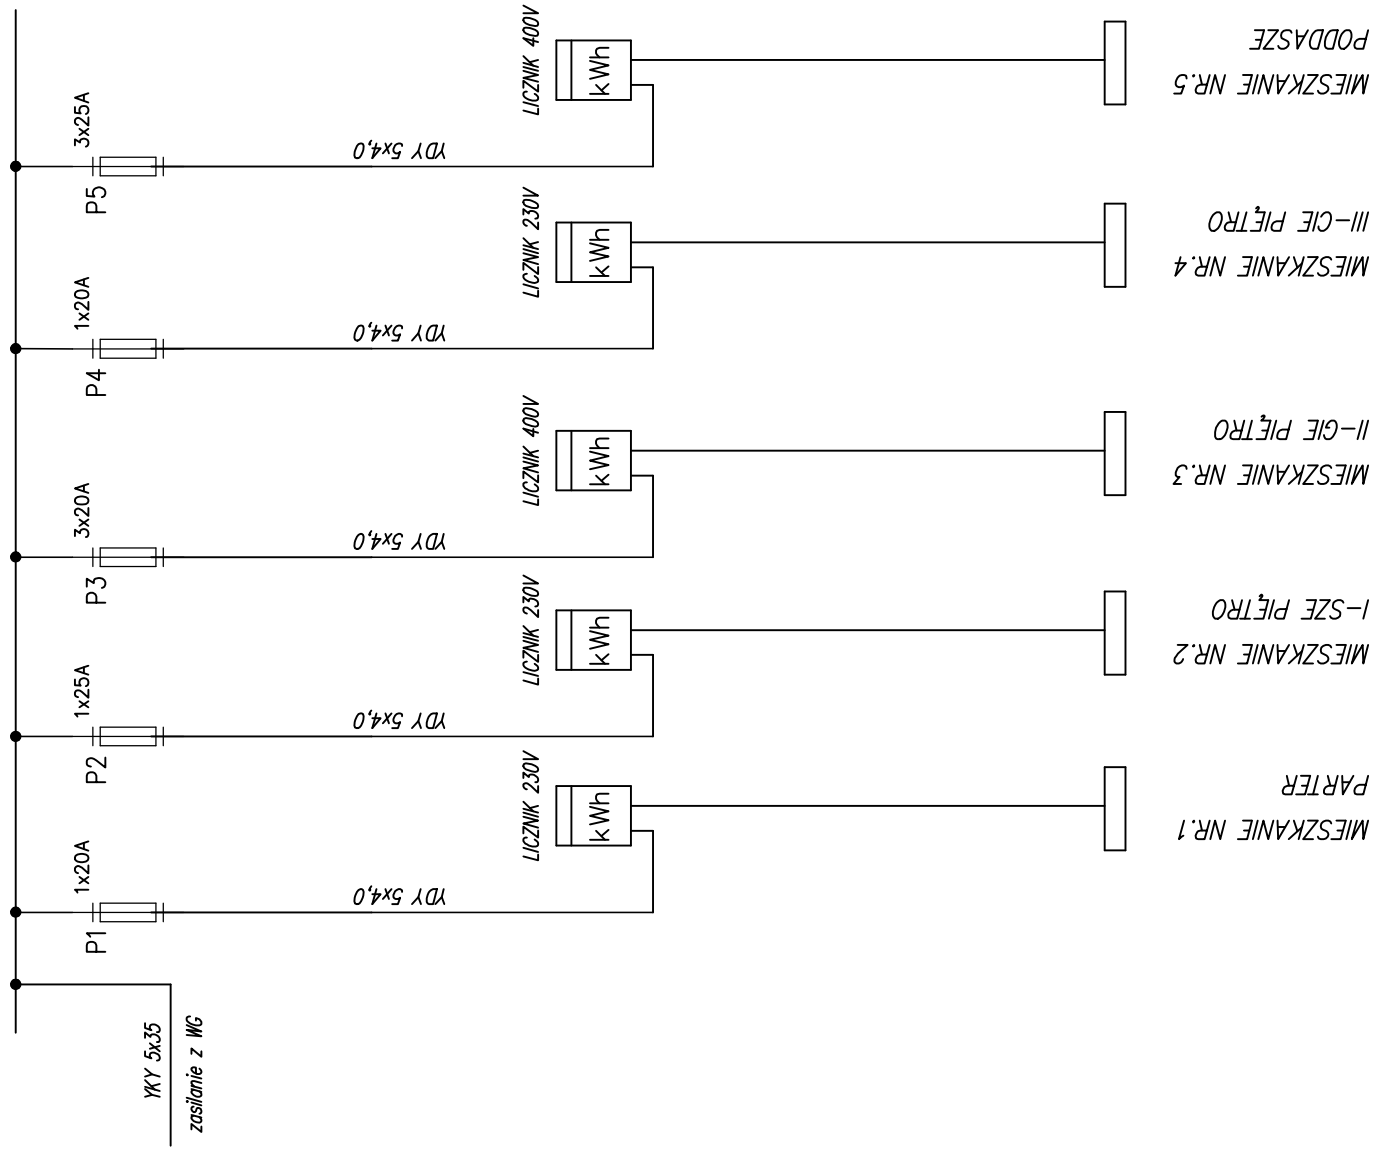 YKY 5x35
zasilanie z WG
P1
1x20A
YDY 5x4,0
LICZNIK 230V
kWh
MIESZKANIE NR.1
PARTER
P2
1x25A
YDY 5x4,0
LICZNIK 230V
kWh
MIESZKANIE NR.2
I-SZE PIĘTRO
P3
3x20A
YDY 5x4,0
LICZNIK 400V
kWh
MIESZKANIE NR.3
II-GIE PIĘTRO
P4
1x20A
YDY 5x4,0
LICZNIK 230V
kWh
MIESZKANIE NR.4
III-CIE PIĘTRO
P5
3x25A
YDY 5x4,0
LICZNIK 400V
kWh
MIESZKANIE NR.5
PODDASZE